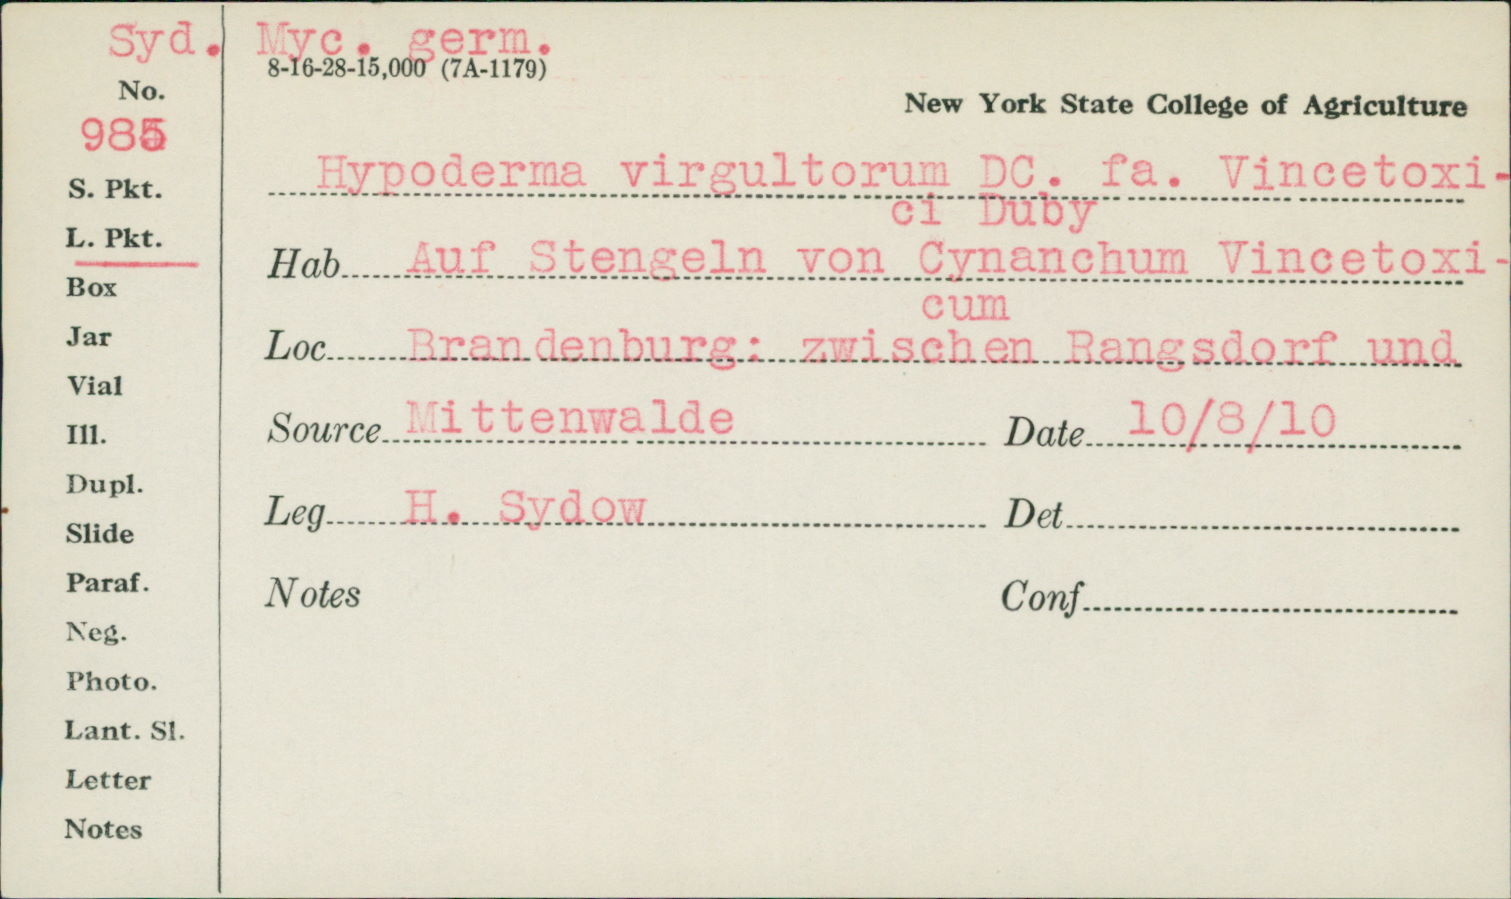 Syd. Myc. germ.
8-16-28-15,000 (7A-1179)
No.
New York State College of Agriculture
Hypoderma virgultorum DC. fa. Vincetoxi-
ci Duby
S. Pkt.
L. Pkt.
Hab. Auf Stengeln von Cynanchum Vincetoxi-
cum
Box
Jar
Loc. Brandenburg: zwischen Rangsdorf und
Vial
Ill.
Source Mittenwalde Date 10/8/10
Dupl.
Slide
Leg. H. Sydow Det.
Paraf.
Notes Conf.
Neg.
Photo.
Lant. Sl.
Letter
Notes